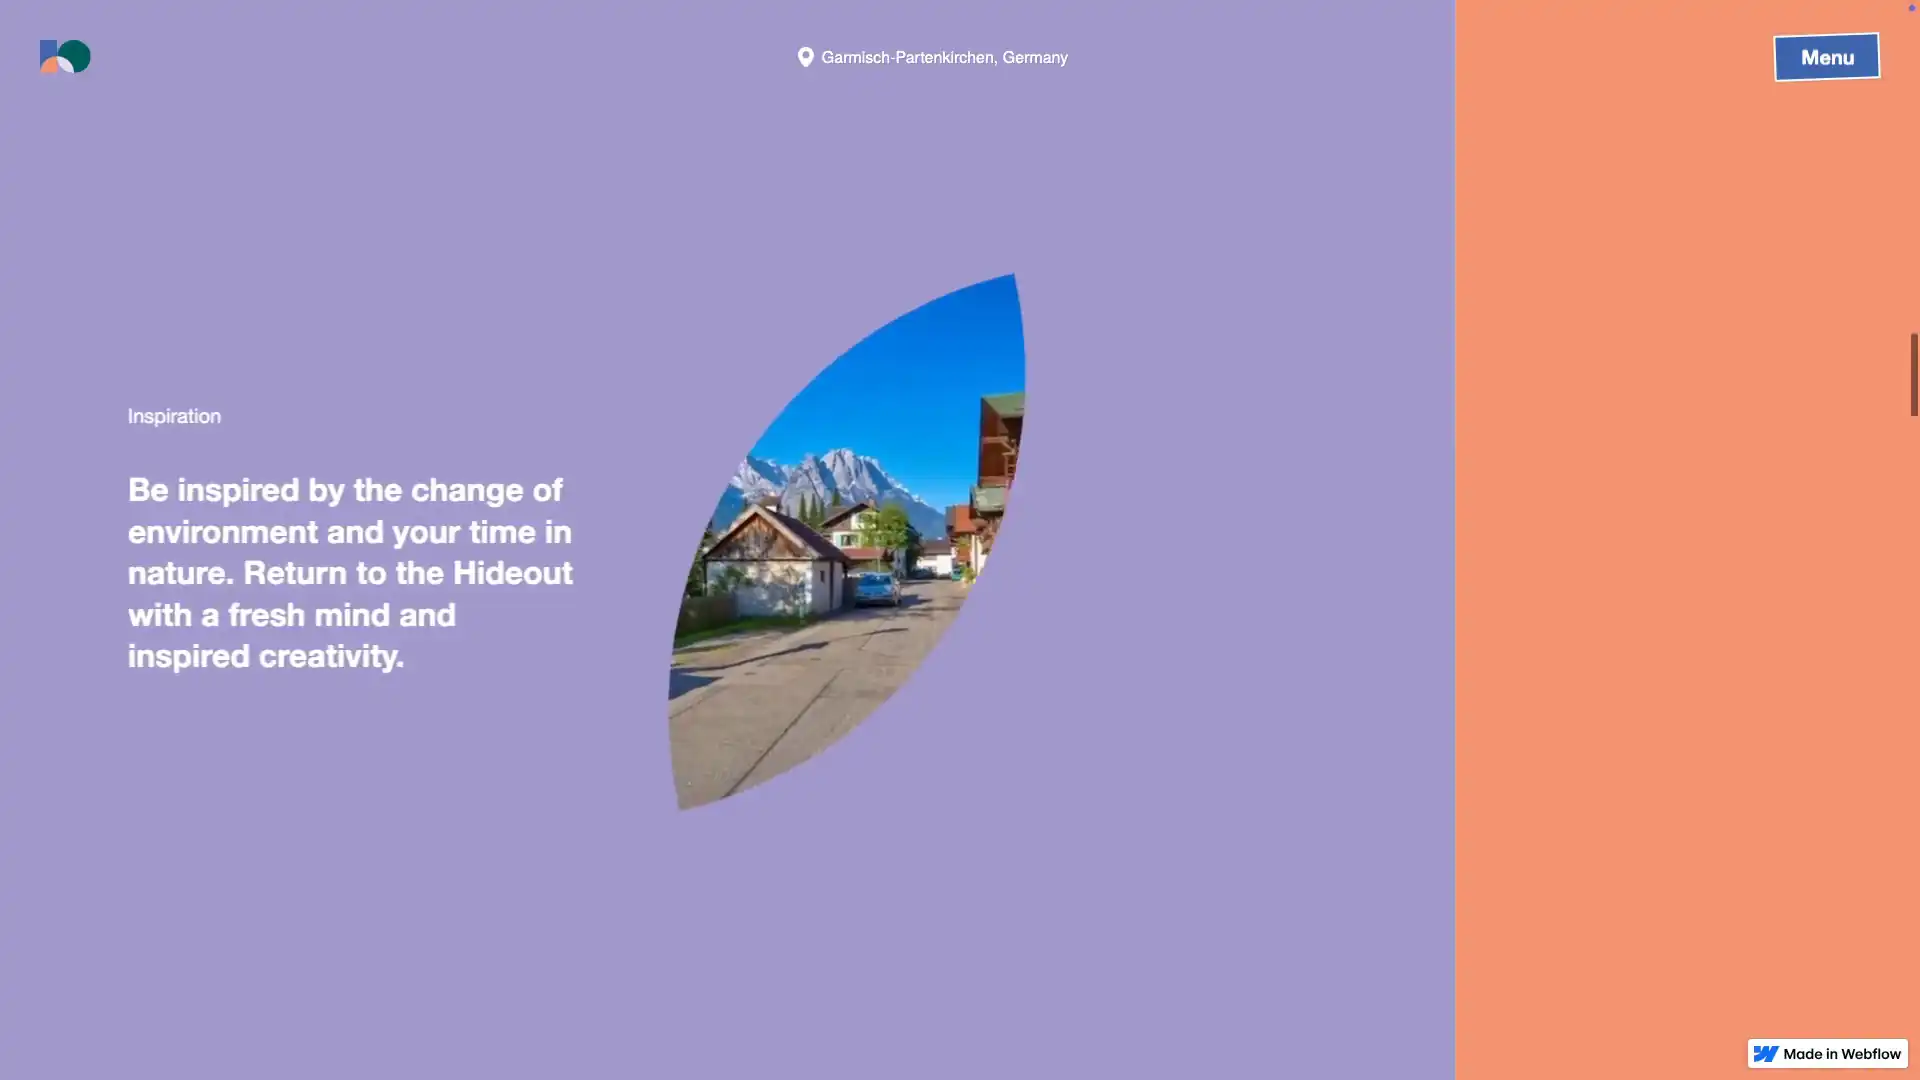 Garmisch-Partenkirchen, Germany
Menu
Inspiration
Be inspired by the change of
environment and your time in
nature. Return to the Hideout
with a fresh mind and
inspired creativity.
Made in Webflow